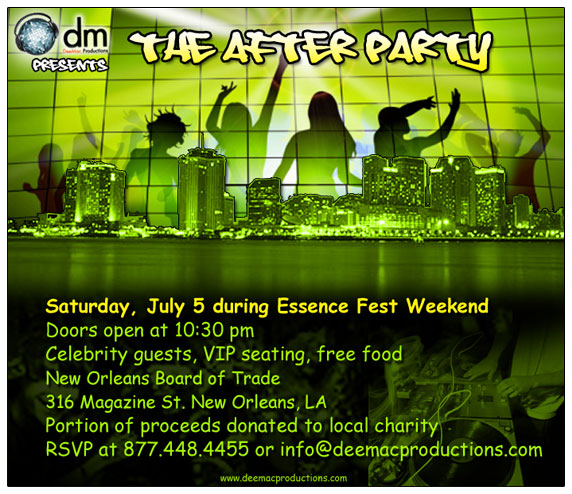 dm
DeeMac Productions
PRESENTS
THE AFTER PARTY
Saturday, July 5 during Essence Fest Weekend
Doors open at 10:30 pm
Celebrity guests, VIP seating, free food
New Orleans Board of Trade
316 Magazine St. New Orleans, LA
Portion of proceeds donated to local charity
RSVP at 877.448.4455 or info@deemacproductions.com
www.deemacproductions.com